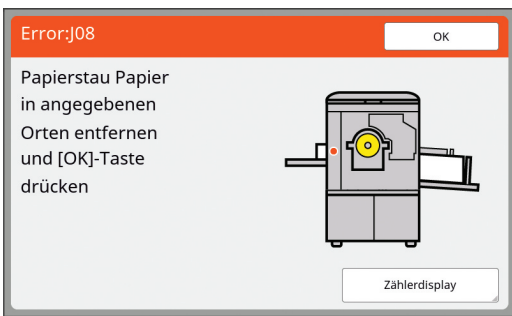 Error:J08
OK
Papierstau Papier
in angegebenen
Orten entfernen
und [OK]-Taste
drücken
Zählerdisplay